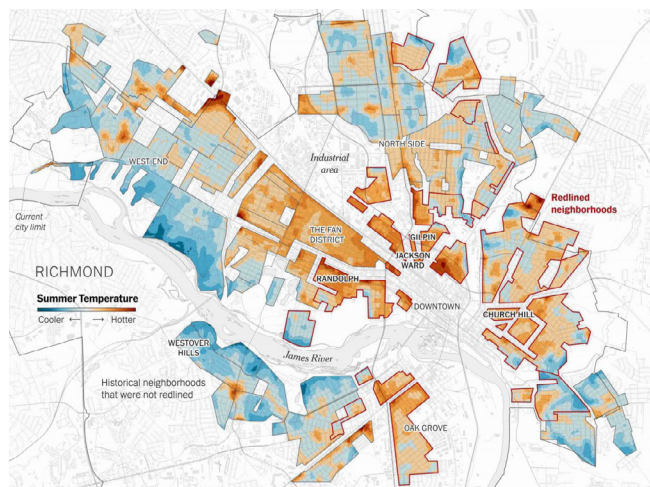 NORTH SIDE
WEST END
Industrial
area
Redlined
neighborhoods
Current
city limit
THE FAN
DISTRICT
GILPIN
JACKSON
WARD
RICHMOND
RANDOLPH
Summer Temperature
Cooler ← → Hotter
DOWNTOWN
CHURCH HILL
WESTOVER
HILLS
James River
Historical neighborhoods
that were not redlined
OAK GROVE